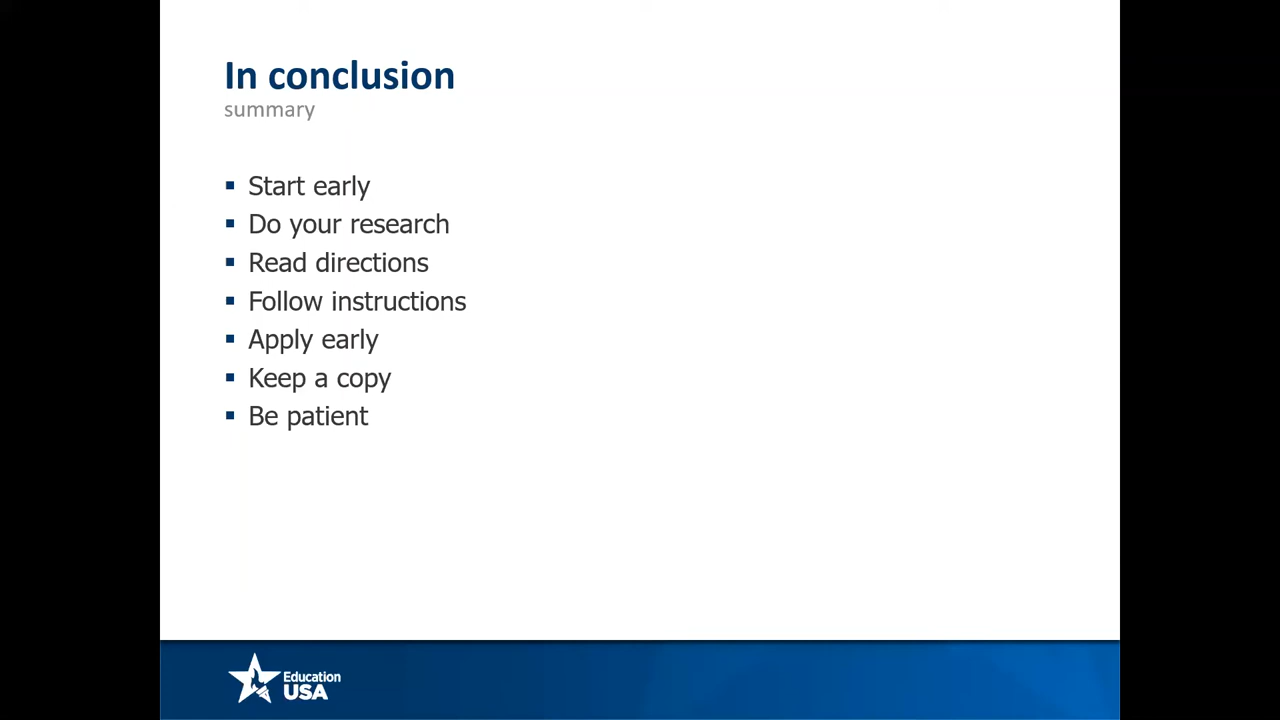 In conclusion
summary
Start early
Do your research
Read directions
Follow instructions
Apply early
Keep a copy
Be patient
Education
USA